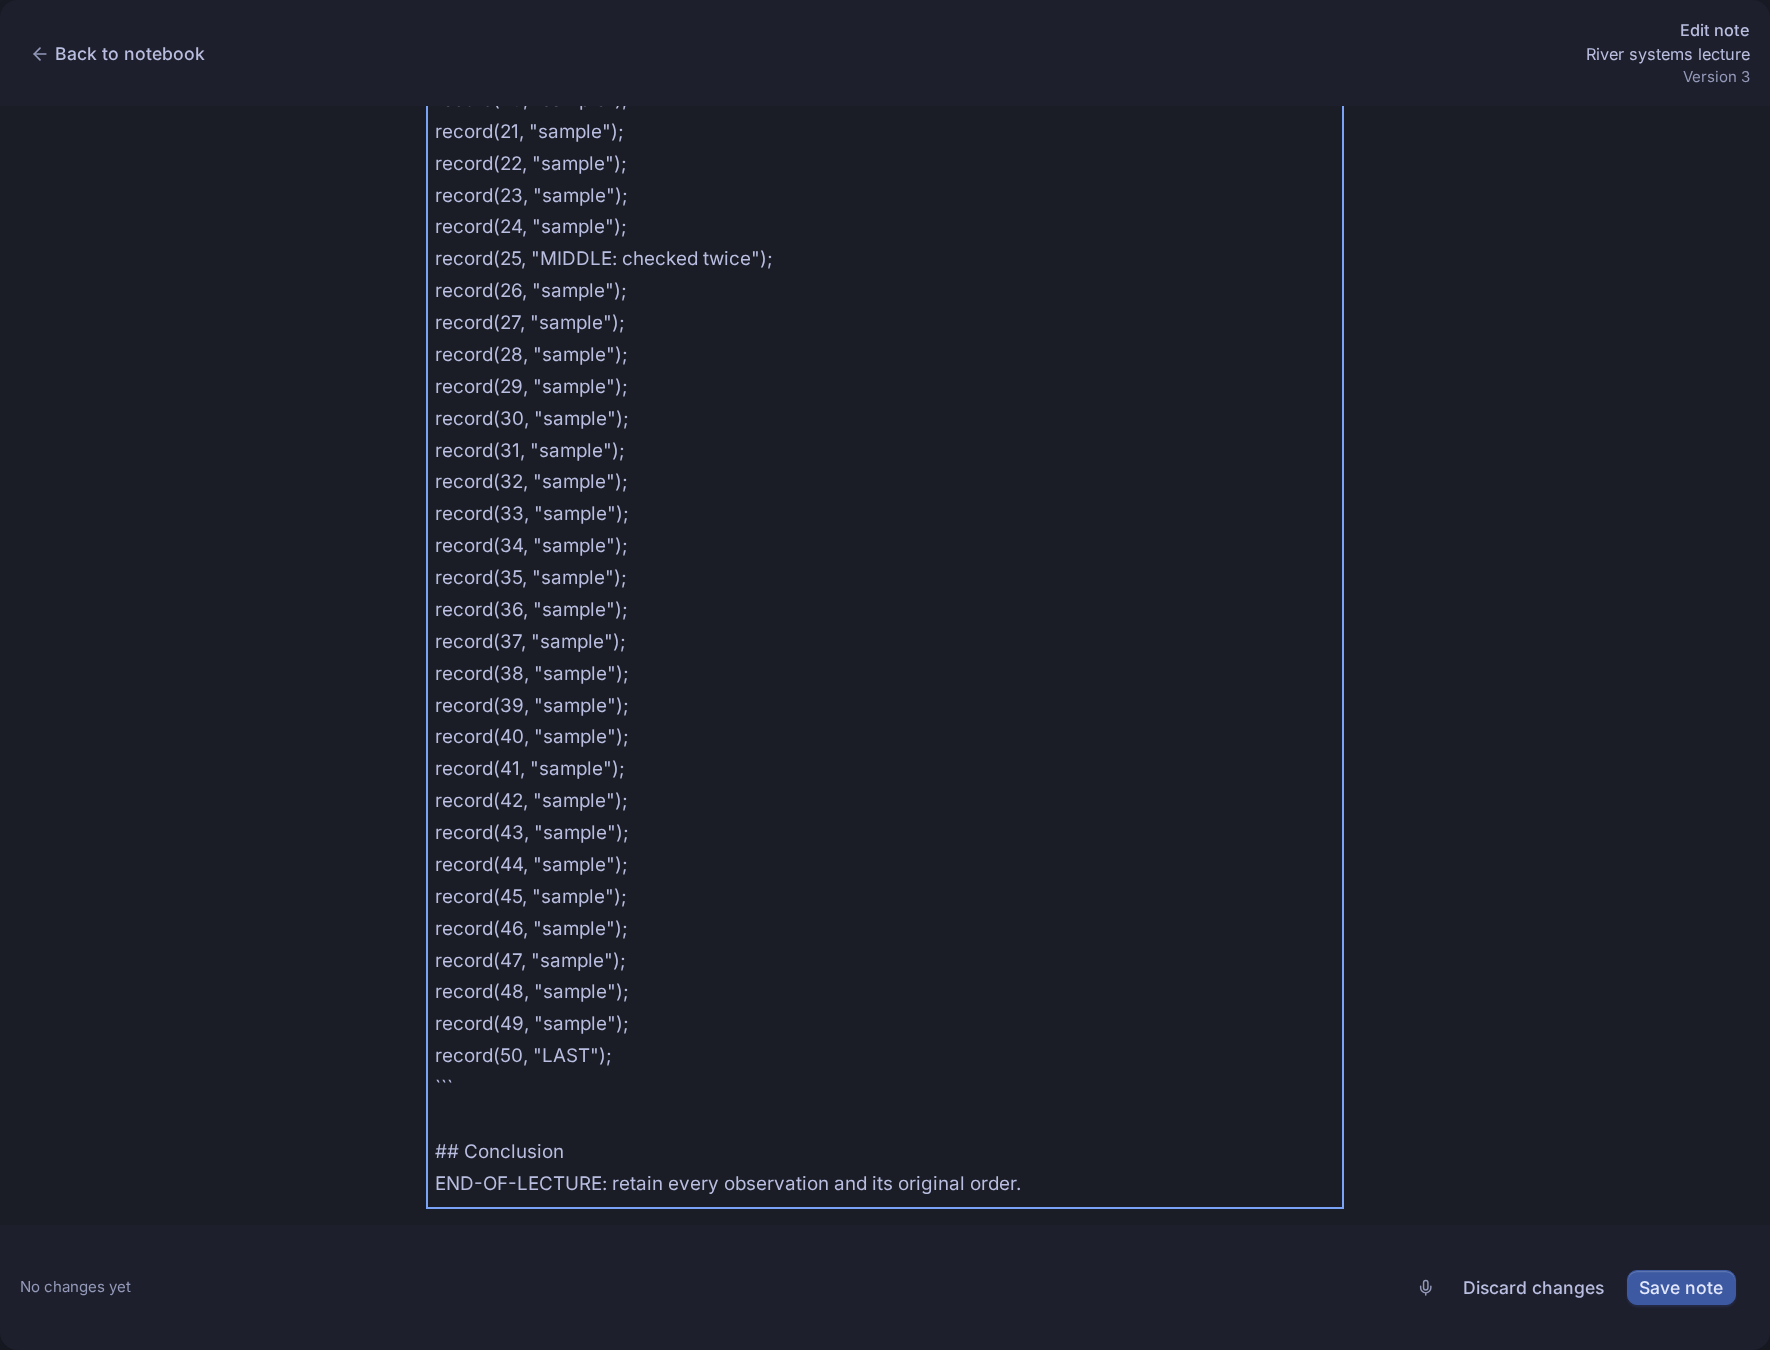 Back to notebook
Edit note
River systems lecture
Version 3
record(21, "sample");
record(22, "sample");
record(23, "sample");
record(24, "sample");
record(25, "MIDDLE: checked twice");
record(26, "sample");
record(27, "sample");
record(28, "sample");
record(29, "sample");
record(30, "sample");
record(31, "sample");
record(32, "sample");
record(33, "sample");
record(34, "sample");
record(35, "sample");
record(36, "sample");
record(37, "sample");
record(38, "sample");
record(39, "sample");
record(40, "sample");
record(41, "sample");
record(42, "sample");
record(43, "sample");
record(44, "sample");
record(45, "sample");
record(46, "sample");
record(47, "sample");
record(48, "sample");
record(49, "sample");
record(50, "LAST");
```
## Conclusion
END-OF-LECTURE: retain every observation and its original order.
No changes yet
Discard changes
Save note